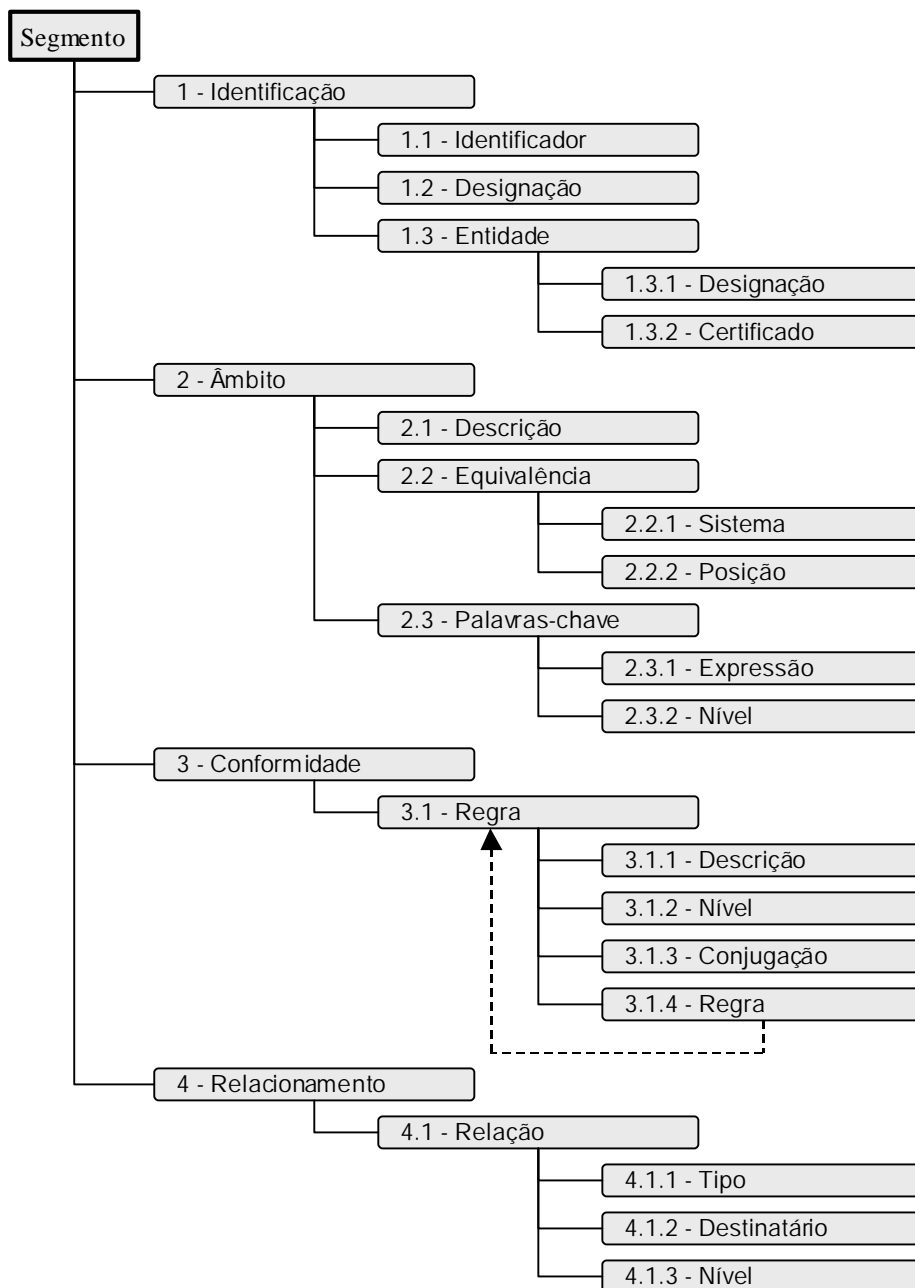 Segmento
1 - Identificação
1.1 - Identificador
1.2 - Designação
1.3 - Entidade
1.3.1 - Designação
1.3.2 - Certificado
2 - Âmbito
2.1 - Descrição
2.2 - Equivalência
2.2.1 - Sistema
2.2.2 - Posição
2.3 - Palavras-chave
2.3.1 - Expressão
2.3.2 - Nível
3 - Conformidade
3.1 - Regra
3.1.1 - Descrição
3.1.2 - Nível
3.1.3 - Conjugação
3.1.4 - Regra
4 - Relacionamento
4.1 - Relação
4.1.1 - Tipo
4.1.2 - Destinatário
4.1.3 - Nível